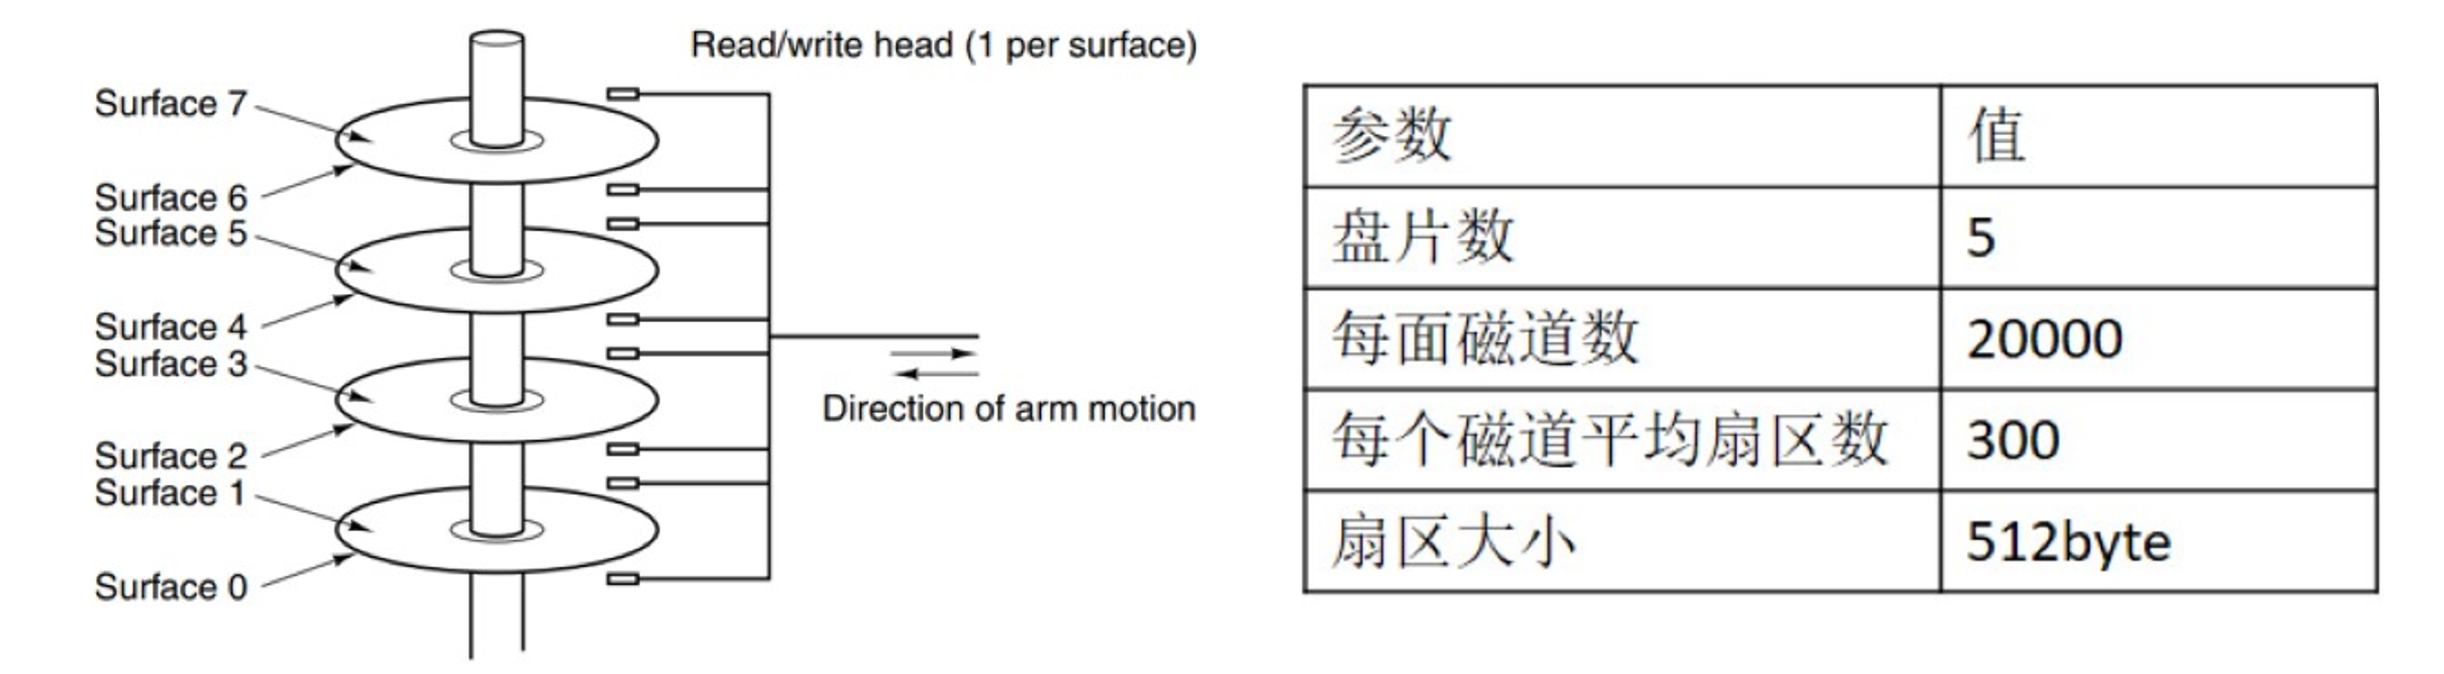 Read/write head (1 per surface)
Surface 7
Surface 6
Surface 5
Surface 4
Surface 3
Surface 2
Surface 1
Surface 0
Direction of arm motion
参数 值
盘片数 5
每面磁道数 20000
每个磁道平均扇区数 300
扇区大小 512byte